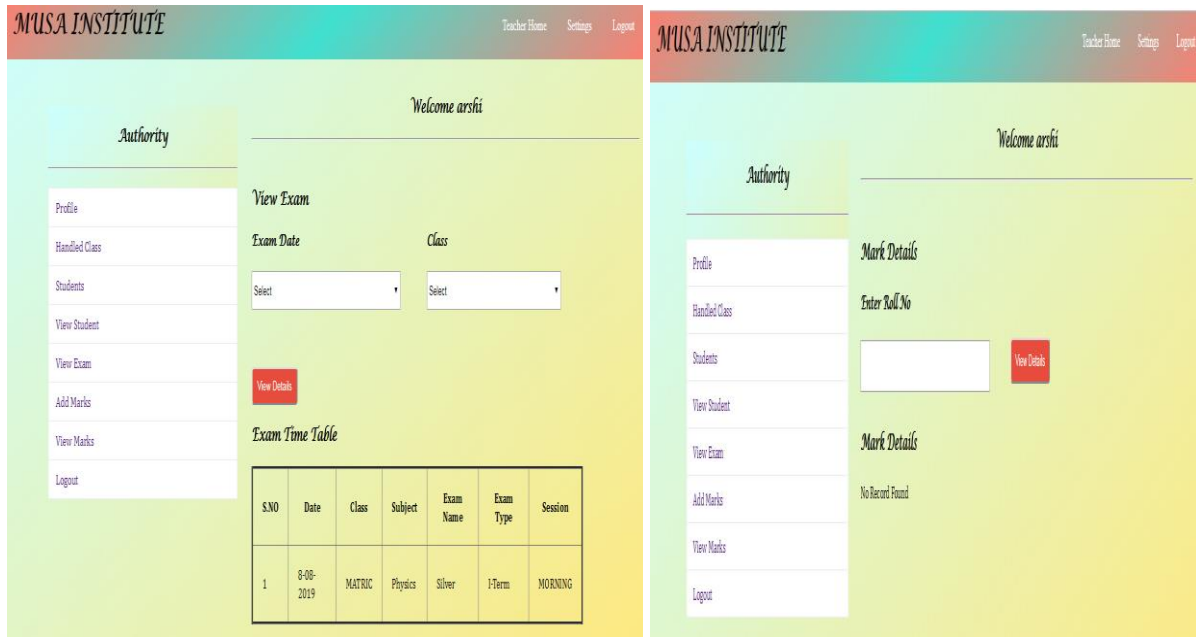 MUSA INSTITUTE
Teacher Home Settings Logout
Welcome arshi
Authority
Profile
Handled Class
Students
View Student
View Exam
Add Marks
View Marks
Logout
View Exam
Exam Date Class
Select Select
View Details
Exam Time Table
S.NO Date Class Subject Exam Name Exam Type Session
1 8-08-2019 MATRIC Physics Silver I-Term MORNING
MUSA INSTITUTE
Teacher Home Settings Logout
Welcome arshi
Authority
Profile
Handled Class
Students
View Student
View Exam
Add Marks
View Marks
Logout
Mark Details
Enter Roll No
View Details
Mark Details
No Record Found